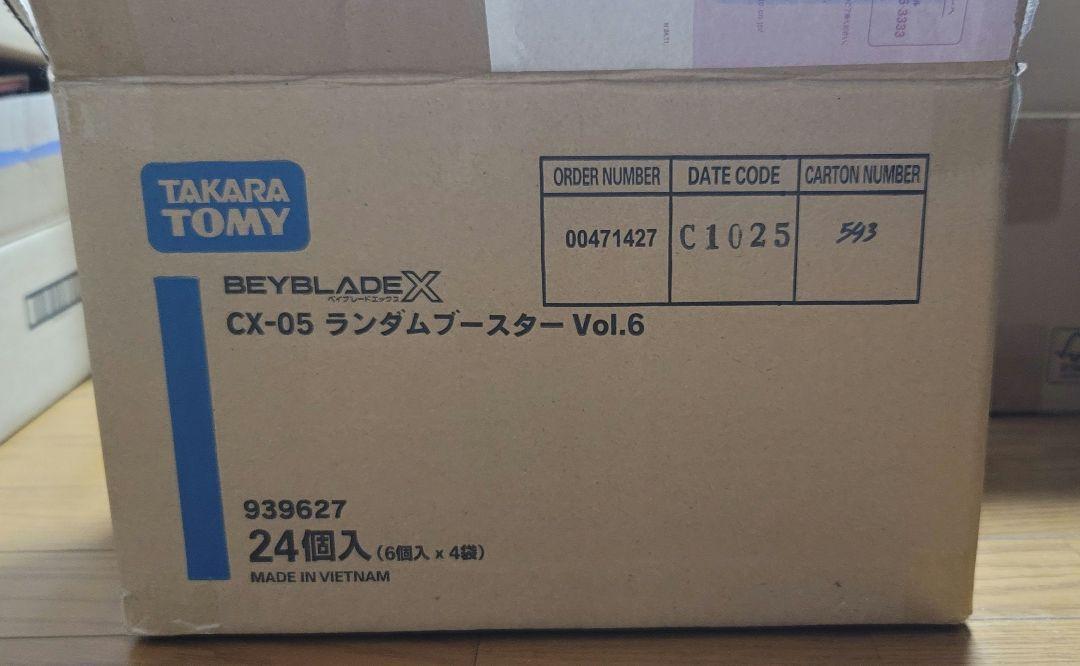 TAKARA
TOMY
ORDER NUMBER DATE CODE CARTON NUMBER
00471427 C1025 593
BEYBLADE X
ベイブレードエックス
CX-05 ランダムブースター Vol.6
939627
24個入 (6個入 x 4袋)
MADE IN VIETNAM